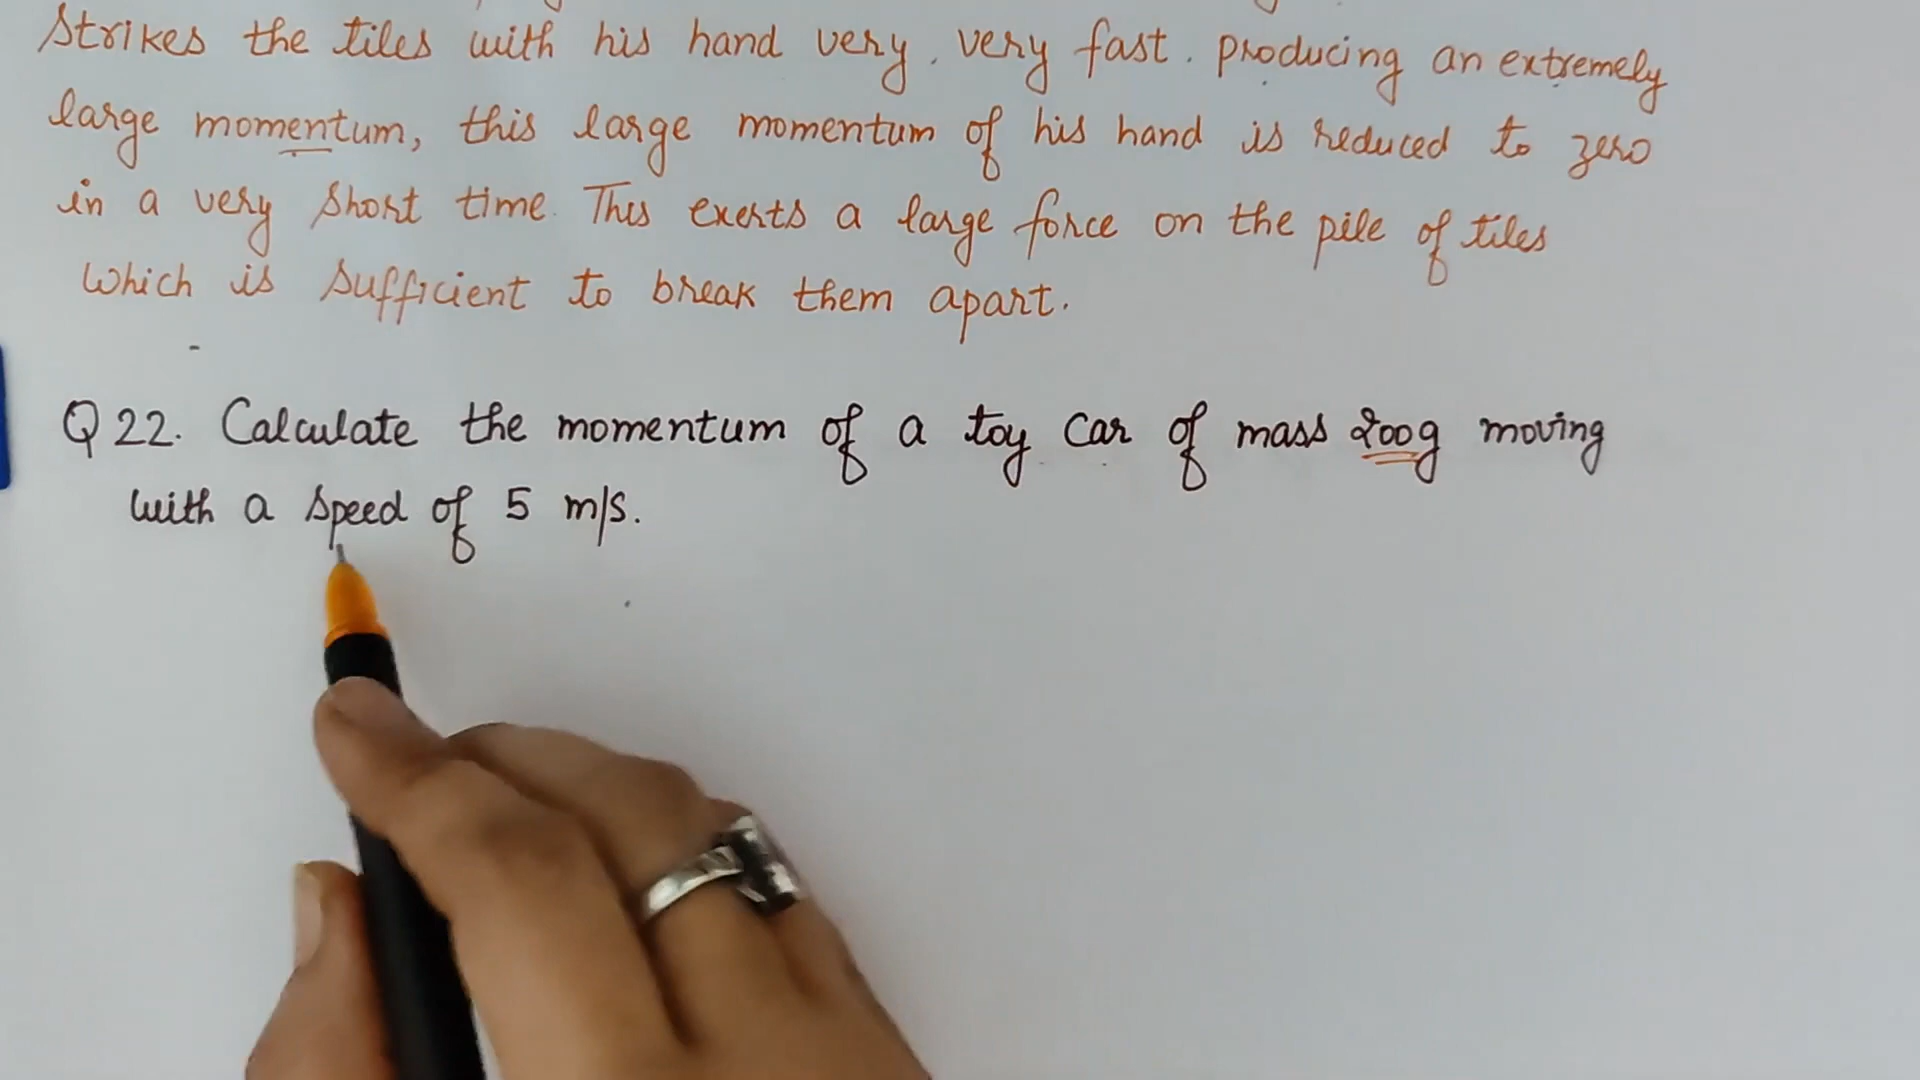 Strikes the tiles with his hand very, very fast. producing an extremely
large momentum, this large momentum of his hand is reduced to zero
in a very short time. This exerts a large force on the pile of tiles
which is sufficient to break them apart.
Q 22. Calculate the momentum of a toy car of mass 200g moving
with a speed of 5 m/s.